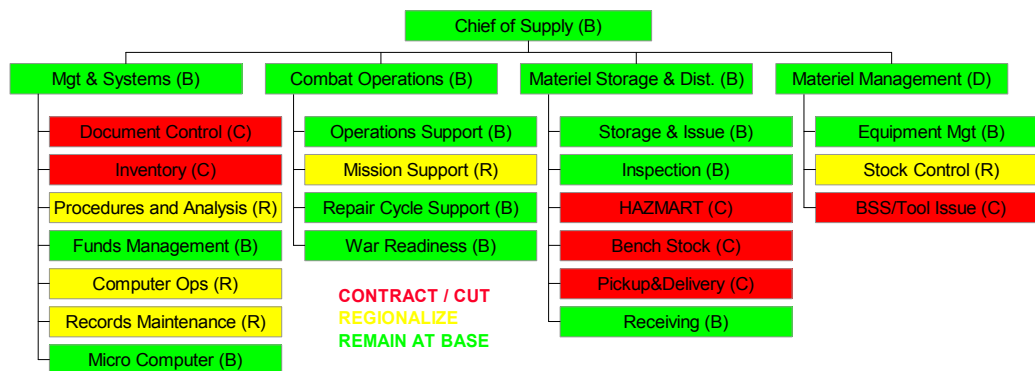 Chief of Supply (B)
Mgt & Systems (B)
Combat Operations (B)
Materiel Storage & Dist. (B)
Materiel Management (D)
Document Control (C)
Inventory (C)
Procedures and Analysis (R)
Funds Management (B)
Computer Ops (R)
Records Maintenance (R)
Micro Computer (B)
Operations Support (B)
Mission Support (R)
Repair Cycle Support (B)
War Readiness (B)
Storage & Issue (B)
Inspection (B)
HAZMART (C)
Bench Stock (C)
Pickup&Delivery (C)
Receiving (B)
Equipment Mgt (B)
Stock Control (R)
BSS/Tool Issue (C)
CONTRACT / CUT
REGIONALIZE
REMAIN AT BASE